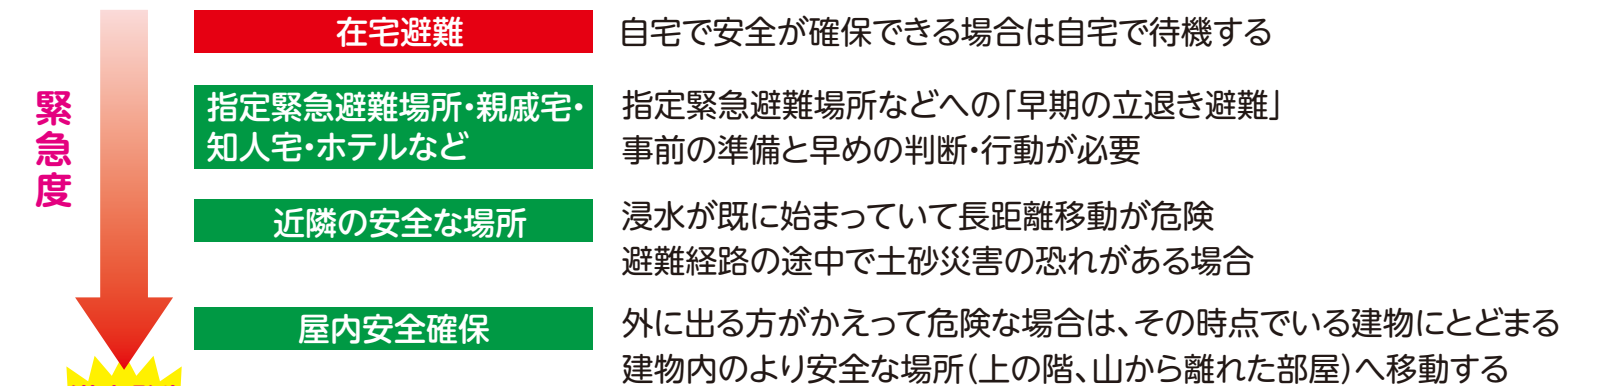 緊急度
在宅避難
自宅で安全が確保できる場合は自宅で待機する
指定緊急避難場所・親戚宅・
知人宅・ホテルなど
指定緊急避難場所などへの「早期の立退き避難」
事前の準備と早めの判断・行動が必要
近隣の安全な場所
浸水が既に始まっていて長距離移動が危険
避難経路の途中で土砂災害の恐れがある場合
屋内安全確保
外に出る方がかえって危険な場合は、その時点でいる建物にとどまる
建物内のより安全な場所(上の階、山から離れた部屋)へ移動する